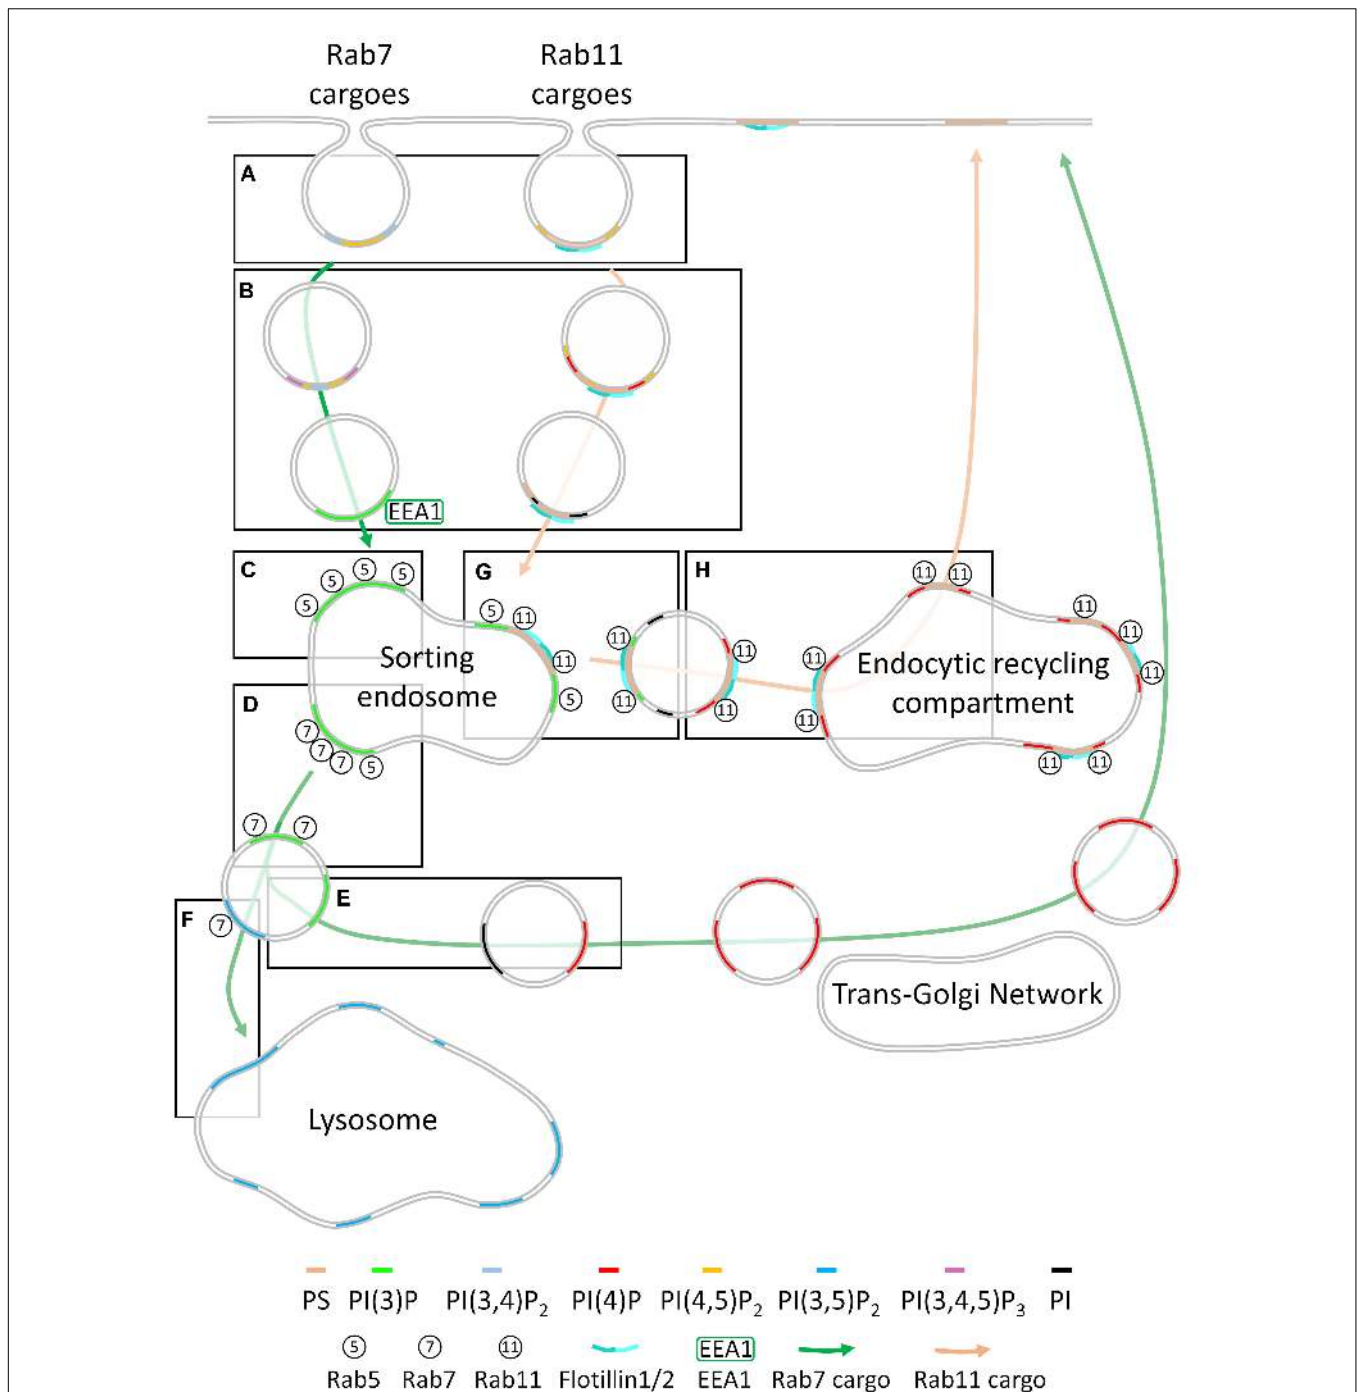 Rab7
cargoes
Rab11
cargoes
A
B
EEA1
C
5
5
5
5
G
5
11
11
5
H
11
11
11
11
11
11
11
11
11
11
11
11
11
Sorting
endosome
Endocytic recycling
compartment
D
7
7
7
5
7
7
E
F
7
Trans-Golgi Network
Lysosome
PS PI(3)P PI(3,4)P₂ PI(4)P PI(4,5)P₂ PI(3,5)P₂ PI(3,4,5)P₃ PI
5 7 11 EEA1
Rab5 Rab7 Rab11 Flotillin1/2 EEA1 Rab7 cargo Rab11 cargo